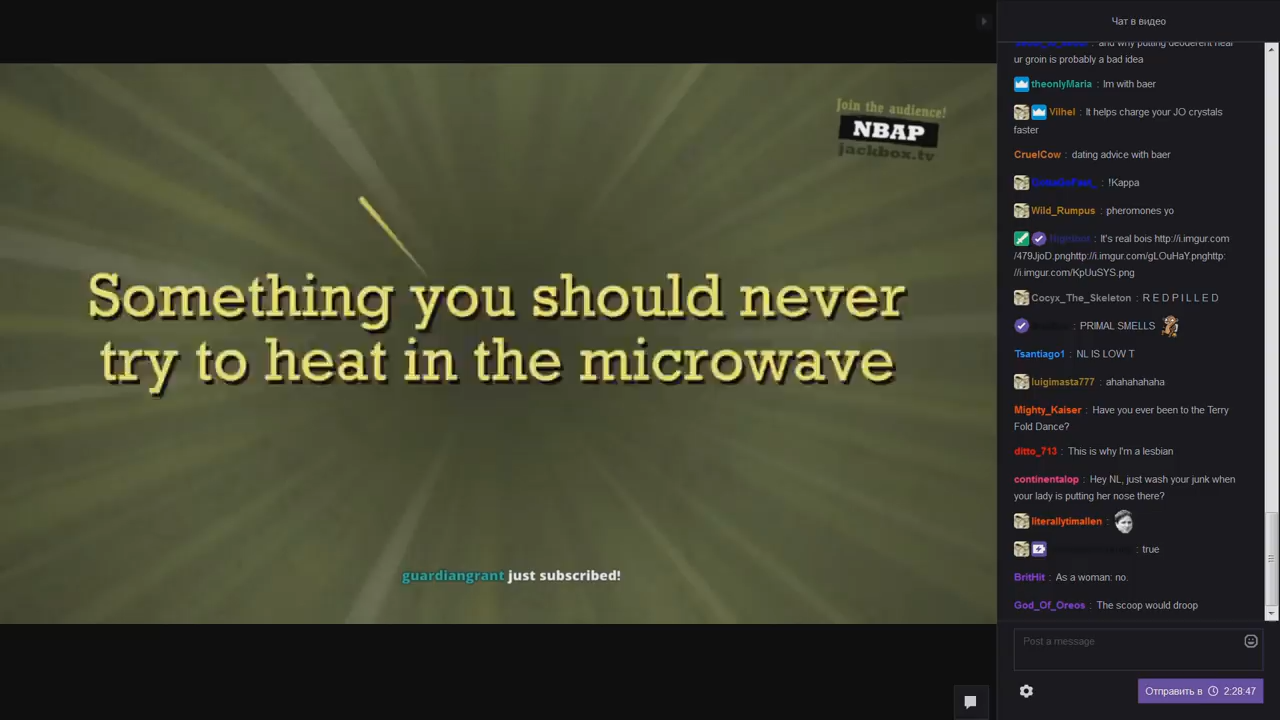 Чат в видео
Join the audience!
NBAP
jackbox.tv
Something you should never
try to heat in the microwave
guardiangrant just subscribed!
and why putting deoderent near
ur groin is probably a bad idea
theonlyMaria : Im with baer
Vilhel : It helps charge your JO crystals
faster
CruelCow : dating advice with baer
: !Kappa
Wild_Rumpus : pheromones yo
: It's real bois http://i.imgur.com
/479JjoD.pnghttp://i.imgur.com/gLOuHaY.pnghttp:
//i.imgur.com/KpUuSYS.png
Cocyx_The_Skeleton : R E D P I L L E D
: PRIMAL SMELLS
Tsantiago1 : NL IS LOW T
luigimasta777 : ahahahahaha
Mighty_Kaiser : Have you ever been to the Terry
Fold Dance?
ditto_713 : This is why I'm a lesbian
continentalop : Hey NL, just wash your junk when
your lady is putting her nose there?
literallytimallen :
: true
BritHit : As a woman: no.
God_Of_Oreos : The scoop would droop
Post a message
Отправить в 2:28:47